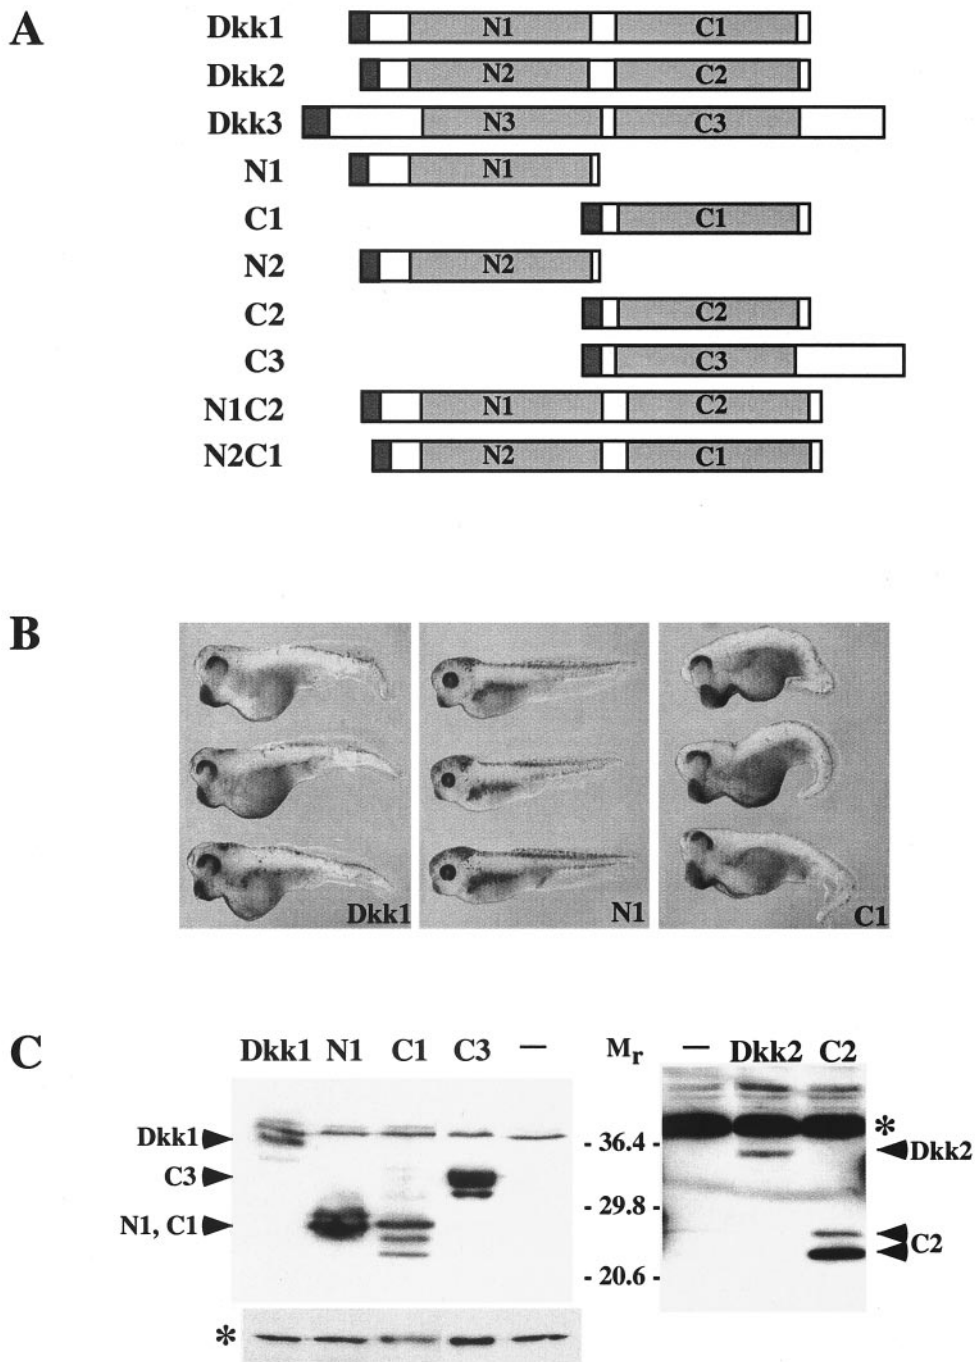 A
Dkk1 N1 C1
Dkk2 N2 C2
Dkk3 N3 C3
N1 N1
C1 C1
N2 N2
C2 C2
C3 C3
N1C2 N1 C2
N2C1 N2 C1
B
Dkk1 N1 C1
C
Dkk1 N1 C1 C3 — Mr — Dkk2 C2
*
Dkk1 - 36.4 - Dkk2
C3
- 29.8 -
N1, C1 C2
- 20.6 -
*